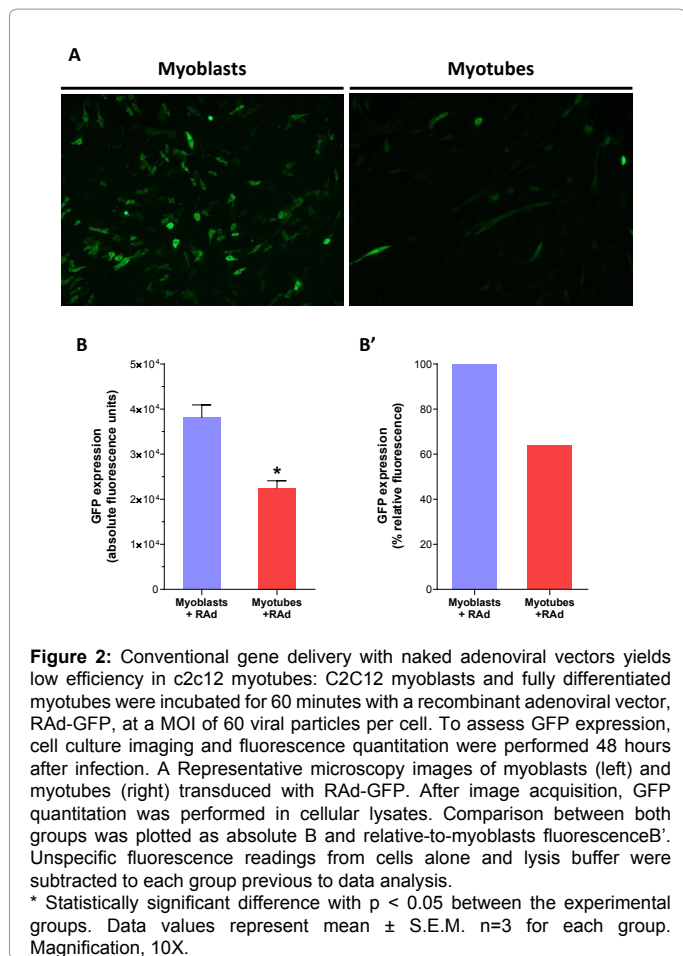 A
Myoblasts
Myotubes
B
5×10⁴
4×10⁴
3×10⁴
2×10⁴
1×10⁴
0
GFP expression
(absolute fluorescence units)
*
Myoblasts
+ RAd
Myotubes
+RAd
B’
100
80
60
40
20
0
GFP expression
(% relative fluorescence)
Myoblasts
+ RAd
Myotubes
+RAd
Figure 2: Conventional gene delivery with naked adenoviral vectors yields
low efficiency in c2c12 myotubes: C2C12 myoblasts and fully differentiated
myotubes were incubated for 60 minutes with a recombinant adenoviral vector,
RAd-GFP, at a MOI of 60 viral particles per cell. To assess GFP expression,
cell culture imaging and fluorescence quantitation were performed 48 hours
after infection. A Representative microscopy images of myoblasts (left) and
myotubes (right) transduced with RAd-GFP. After image acquisition, GFP
quantitation was performed in cellular lysates. Comparison between both
groups was plotted as absolute B and relative-to-myoblasts fluorescenceB’.
Unspecific fluorescence readings from cells alone and lysis buffer were
subtracted to each group previous to data analysis.
* Statistically significant difference with p < 0.05 between the experimental
groups. Data values represent mean ± S.E.M. n=3 for each group.
Magnification, 10X.